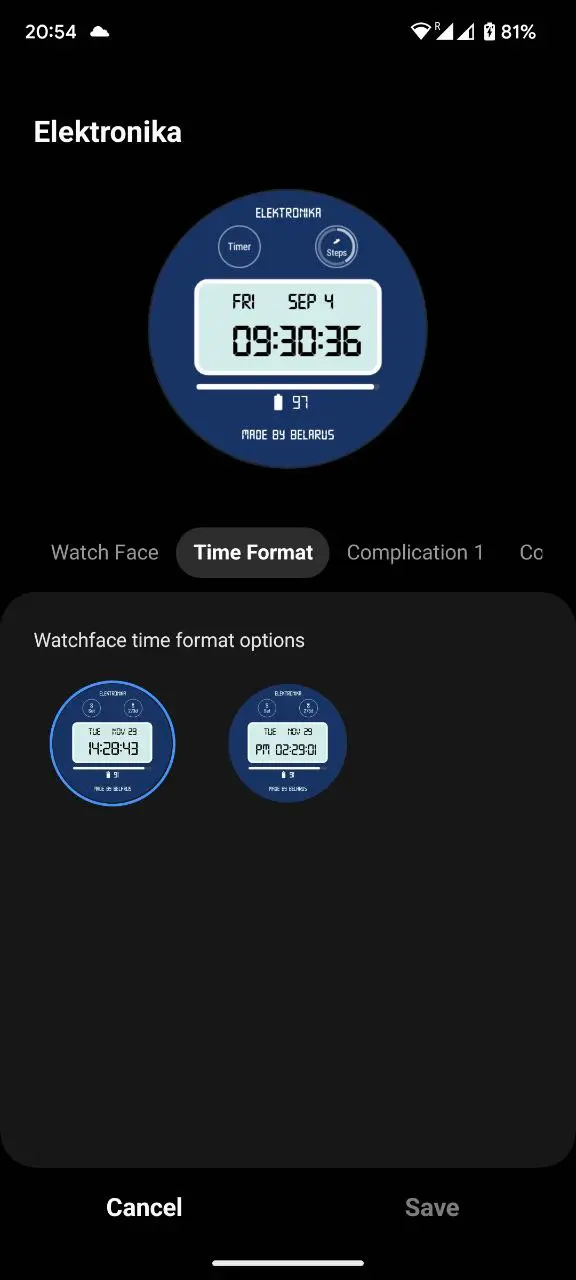 20:54 R 81%
Elektronika
ELEKTRONIKA
Timer Steps
FRI SEP 4
09:30:36
97
MADE BY BELARUS
Watch Face Time Format Complication 1 Co
Watchface time format options
ELEKTRONIKA ELEKTRONIKA
TUE NOV 29 TUE NOV 29
14:28:43 PM 02:29:01
91 91
MADE BY BELARUS MADE BY BELARUS
Cancel Save